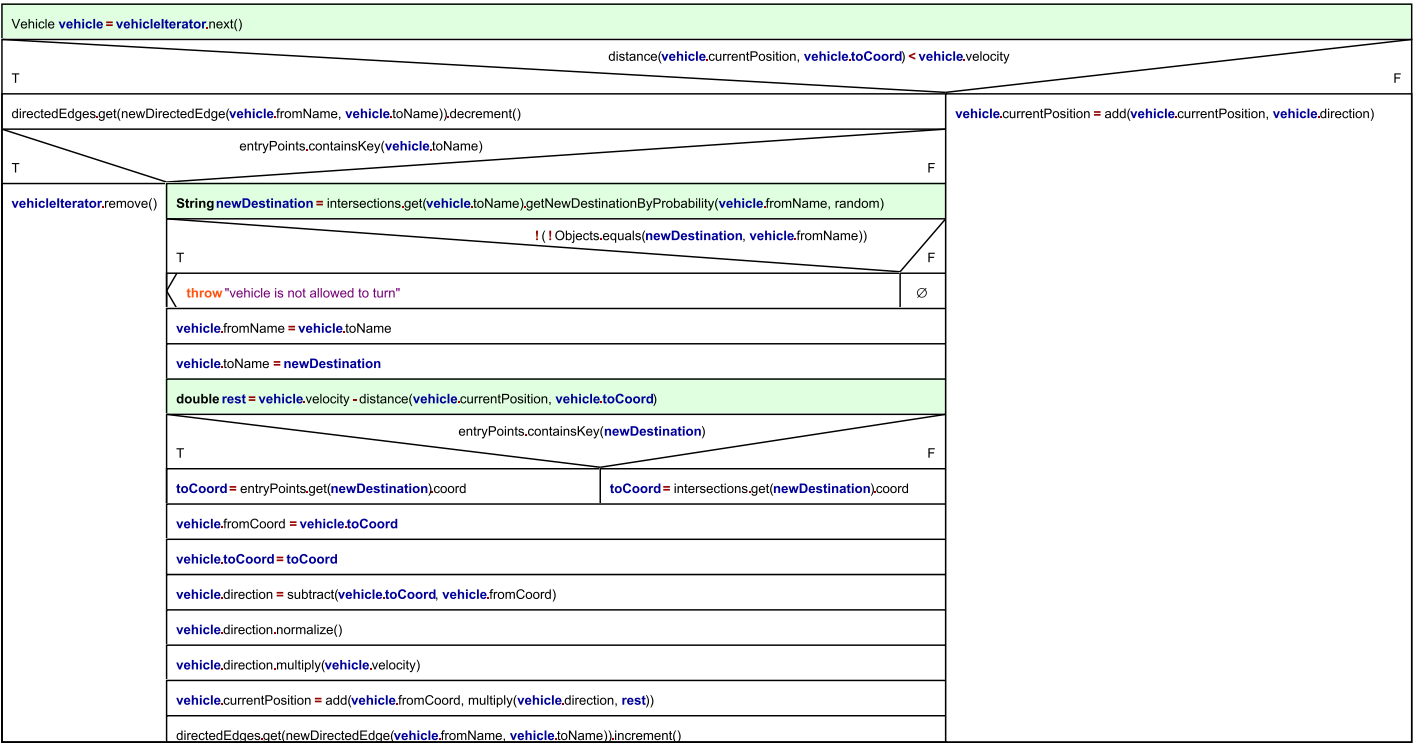 Vehicle vehicle = vehicleIterator.next()
distance(vehicle.currentPosition, vehicle.toCoord) < vehicle.velocity
T
F
directedEdges.get(newDirectedEdge(vehicle.fromName, vehicle.toName)).decrement()
vehicle.currentPosition = add(vehicle.currentPosition, vehicle.direction)
entryPoints.containsKey(vehicle.toName)
T
F
vehicleIterator.remove()
String newDestination = intersections.get(vehicle.toName).getNewDestinationByProbability(vehicle.fromName, random)
!(!Objects.equals(newDestination, vehicle.fromName))
T
F
throw "vehicle is not allowed to turn"
∅
vehicle.fromName = vehicle.toName
vehicle.toName = newDestination
double rest = vehicle.velocity - distance(vehicle.currentPosition, vehicle.toCoord)
entryPoints.containsKey(newDestination)
T
F
toCoord = entryPoints.get(newDestination).coord
toCoord = intersections.get(newDestination).coord
vehicle.fromCoord = vehicle.toCoord
vehicle.toCoord = toCoord
vehicle.direction = subtract(vehicle.toCoord, vehicle.fromCoord)
vehicle.direction.normalize()
vehicle.direction.multiply(vehicle.velocity)
vehicle.currentPosition = add(vehicle.fromCoord, multiply(vehicle.direction, rest))
directedEdges.get(newDirectedEdge(vehicle.fromName, vehicle.toName)).increment()